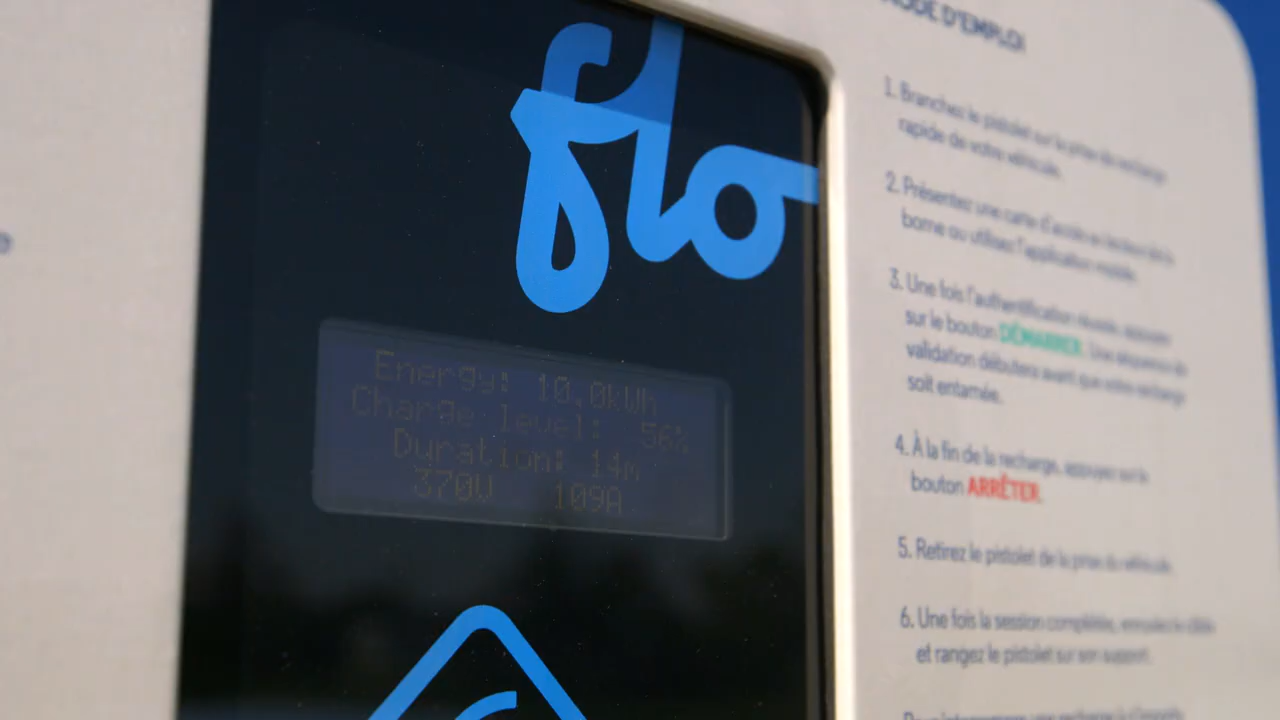 flo
Energy: 10.0kWh
Charge level: 56%
Duration: 14m
370V 109A
MODE D'EMPLOI
1. Branchez le pistolet sur la prise de recharge
rapide de votre véhicule.
2. Présentez une carte d'accès au lecteur de la
borne ou utilisez l'application mobile.
3. Une fois l'authentification réussie, appuyez
sur le bouton DÉMARRER. Une séquence de
validation débutera avant que votre recharge
soit entamée.
4. À la fin de la recharge, appuyez sur le
bouton ARRÊTER.
5. Retirez le pistolet de la prise du véhicule.
6. Une fois la session complétée, enroulez le câble
et rangez le pistolet sur son support.